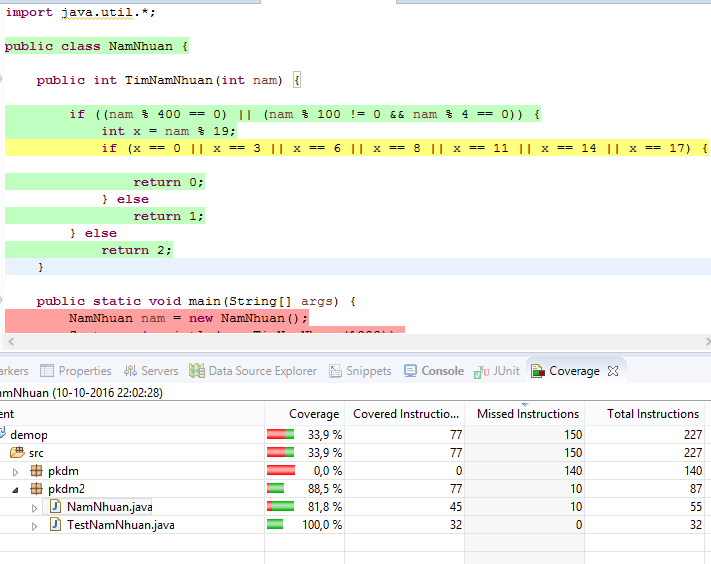 import java.util.*;
public class NamNhuan {
public int TimNamNhuan(int nam) {
if ((nam % 400 == 0) || (nam % 100 != 0 && nam % 4 == 0)) {
int x = nam % 19;
if (x == 0 || x == 3 || x == 6 || x == 8 || x == 11 || x == 14 || x == 17) {
return 0;
} else
return 1;
} else
return 2;
}
public static void main(String[] args) {
NamNhuan nam = new NamNhuan();
arkers Properties Servers Data Source Explorer Snippets Console JUnit Coverage
amNhuan (10-10-2016 22:02:28)
ent Coverage Covered Instructio... Missed Instructions Total Instructions
demop 33,9 % 77 150 227
src 33,9 % 77 150 227
pkdm 0,0 % 0 140 140
pkdm2 88,5 % 77 10 87
NamNhuan.java 81,8 % 45 10 55
TestNamNhuan.java 100,0 % 32 0 32